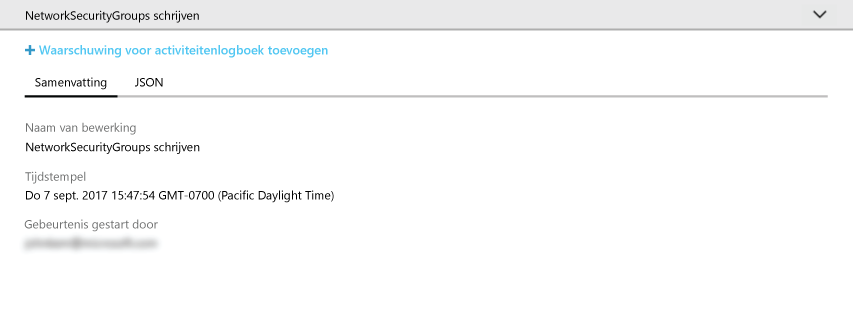 NetworkSecurityGroups schrijven
Waarschuwing voor activiteitenlogboek toevoegen
Samenvatting JSON
Naam van bewerking
NetworkSecurityGroups schrijven
Tijdstempel
Do 7 sept. 2017 15:47:54 GMT-0700 (Pacific Daylight Time)
Gebeurtenis gestart door